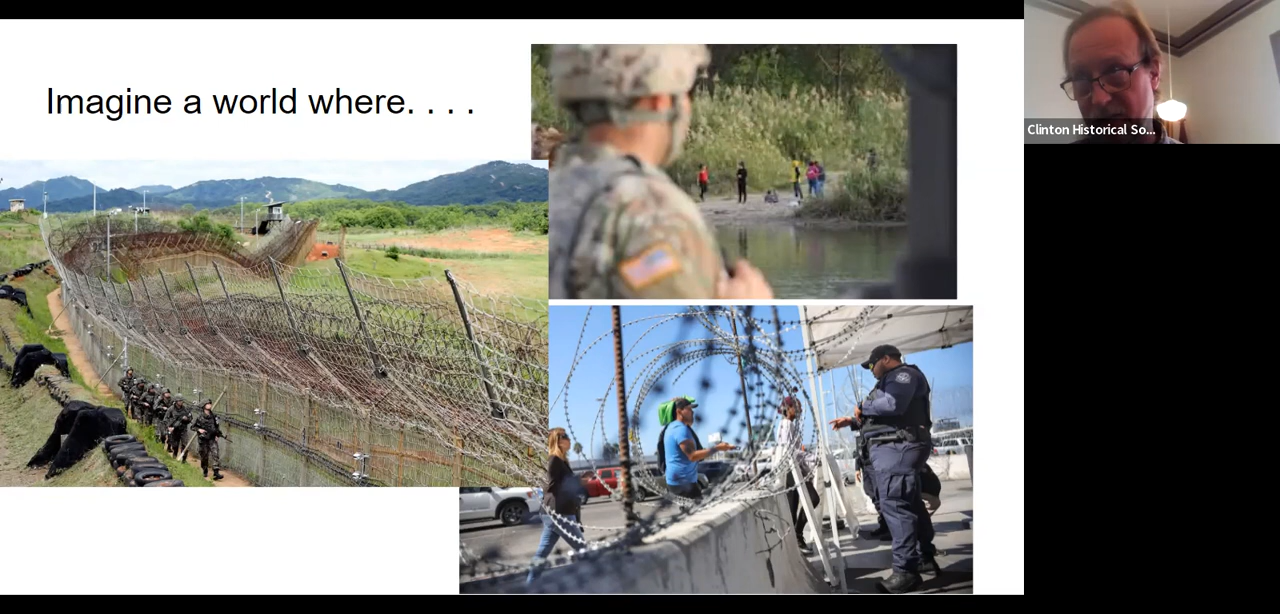 Imagine a world where. . . .
Clinton Historical So...